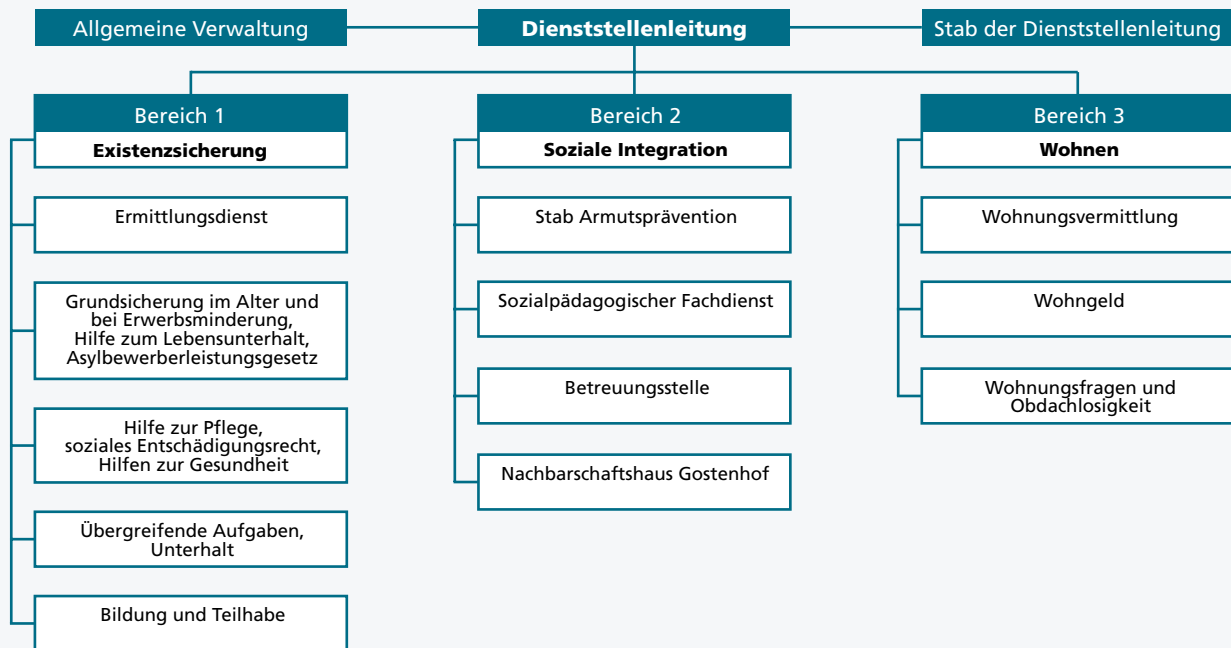 Allgemeine Verwaltung
Dienststellenleitung
Stab der Dienststellenleitung
Bereich 1
Existenzsicherung
Ermittlungsdienst
Grundsicherung im Alter und
bei Erwerbsminderung,
Hilfe zum Lebensunterhalt,
Asylbewerberleistungsgesetz
Hilfe zur Pflege,
soziales Entschädigungsrecht,
Hilfen zur Gesundheit
Übergreifende Aufgaben,
Unterhalt
Bildung und Teilhabe
Bereich 2
Soziale Integration
Stab Armutsprävention
Sozialpädagogischer Fachdienst
Betreuungsstelle
Nachbarschaftshaus Gostenhof
Bereich 3
Wohnen
Wohnungsvermittlung
Wohngeld
Wohnungsfragen und
Obdachlosigkeit